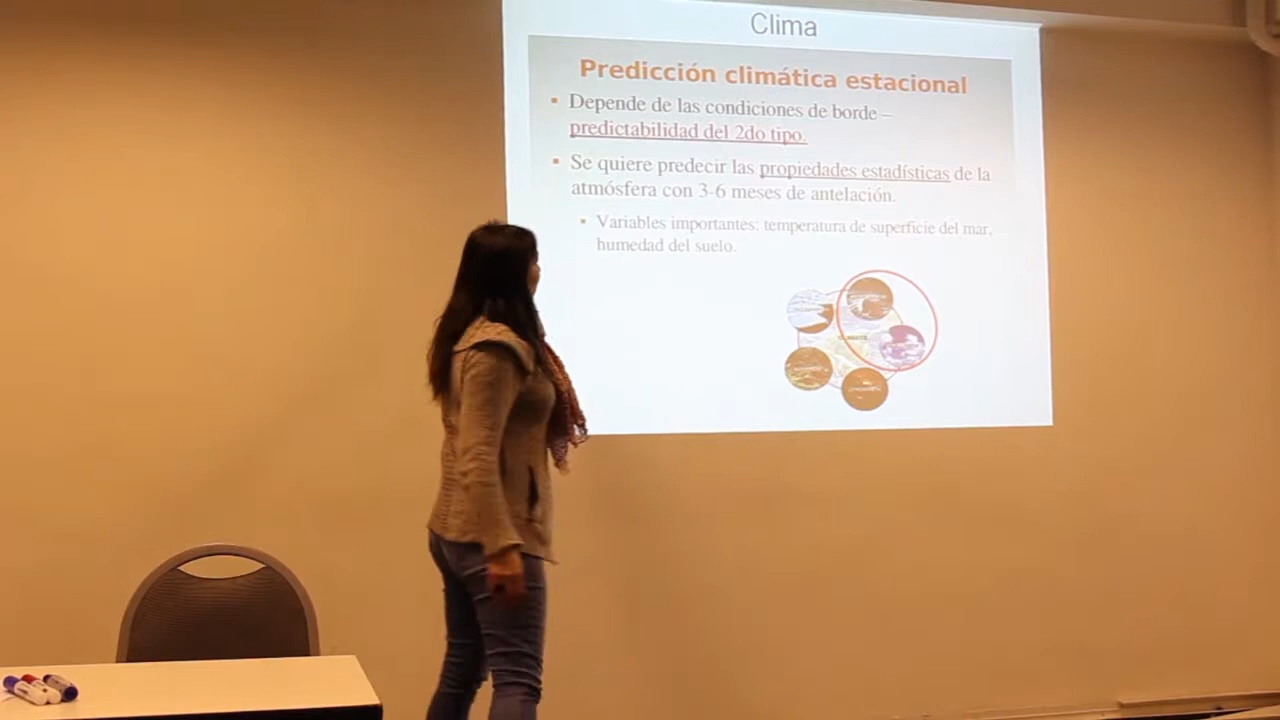 Clima
Predicción climática estacional
▪ Depende de las condiciones de borde –
predictabilidad del 2do tipo.
▪ Se quiere predecir las propiedades estadísticas de la
atmósfera con 3-6 meses de antelación.
▪ Variables importantes: temperatura de superficie del mar,
humedad del suelo.